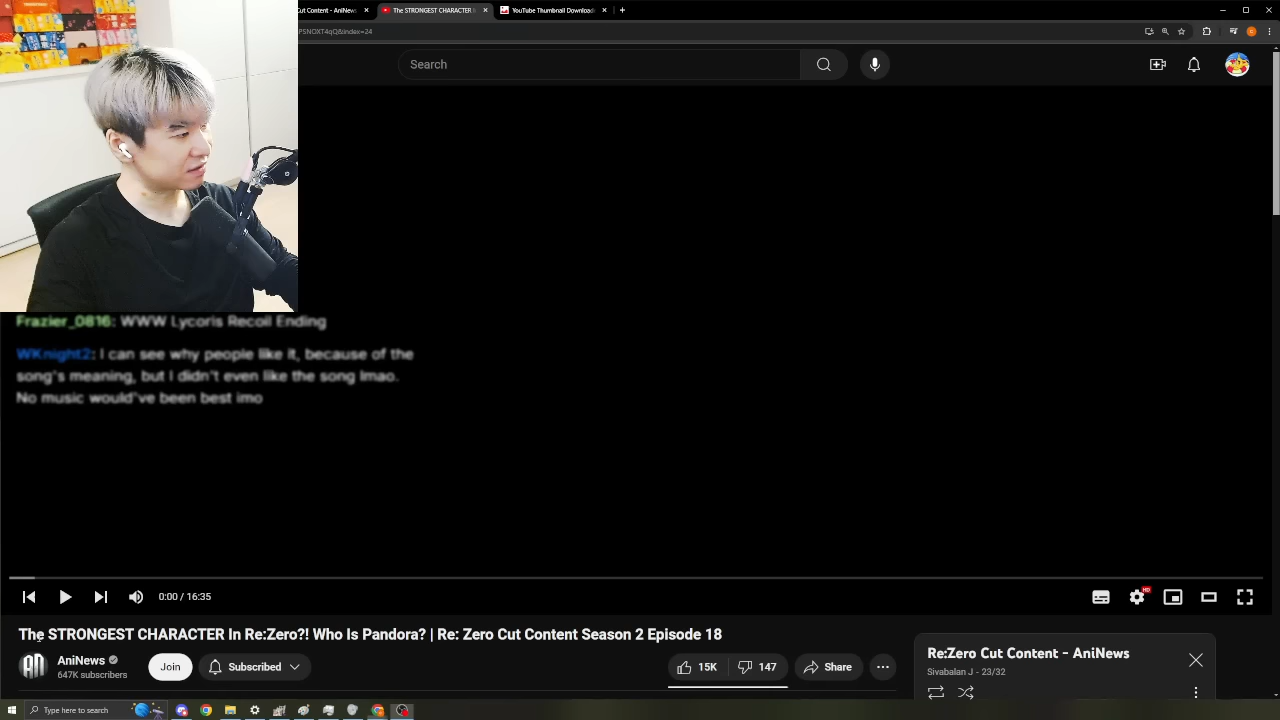 Cut Content - AniNews
The STRONGEST CHARACTER I
YouTube Thumbnail Download
PSNOXT4qQ&index=24
Search
Frazier_0816: WWW Lycoris Recoil Ending
WKnight2: I can see why people like it, because of the
song's meaning, but I didn't even like the song lmao.
No music would've been best imo
0:00 / 16:35
HD
The STRONGEST CHARACTER In Re:Zero?! Who Is Pandora? | Re: Zero Cut Content Season 2 Episode 18
AniNews
647K subscribers
Join
Subscribed
15K
147
Share
Re:Zero Cut Content - AniNews
Sivabalan J - 23/32
Type here to search